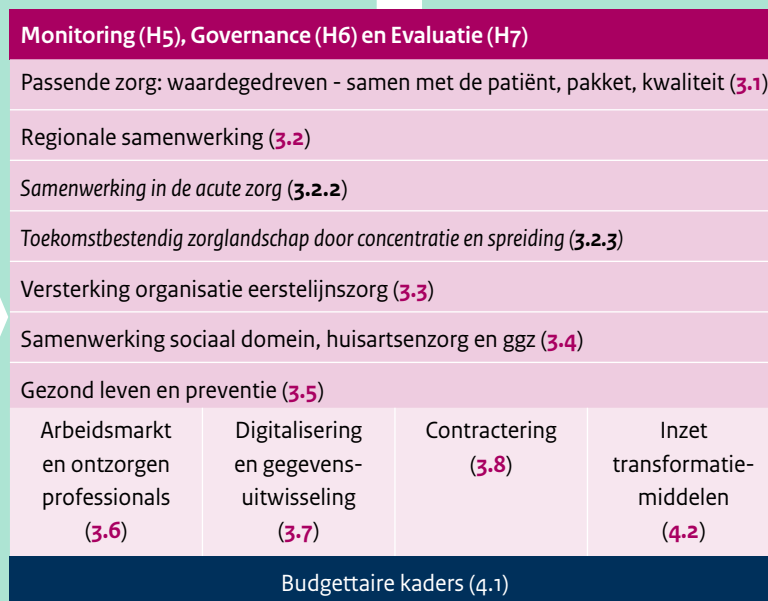 Monitoring (H5), Governance (H6) en Evaluatie (H7)
Passende zorg: waardegedreven - samen met de patiënt, pakket, kwaliteit (3.1)
Regionale samenwerking (3.2)
Samenwerking in de acute zorg (3.2.2)
Toekomstbestendig zorglandschap door concentratie en spreiding (3.2.3)
Versterking organisatie eerstelijnszorg (3.3)
Samenwerking sociaal domein, huisartsenzorg en ggz (3.4)
Gezond leven en preventie (3.5)
Arbeidsmarkt
en ontzorgen
professionals
(3.6)
Digitalisering
en gegevens-
uitwisseling
(3.7)
Contractering
(3.8)
Inzet
transformatie-
middelen
(4.2)
Budgettaire kaders (4.1)